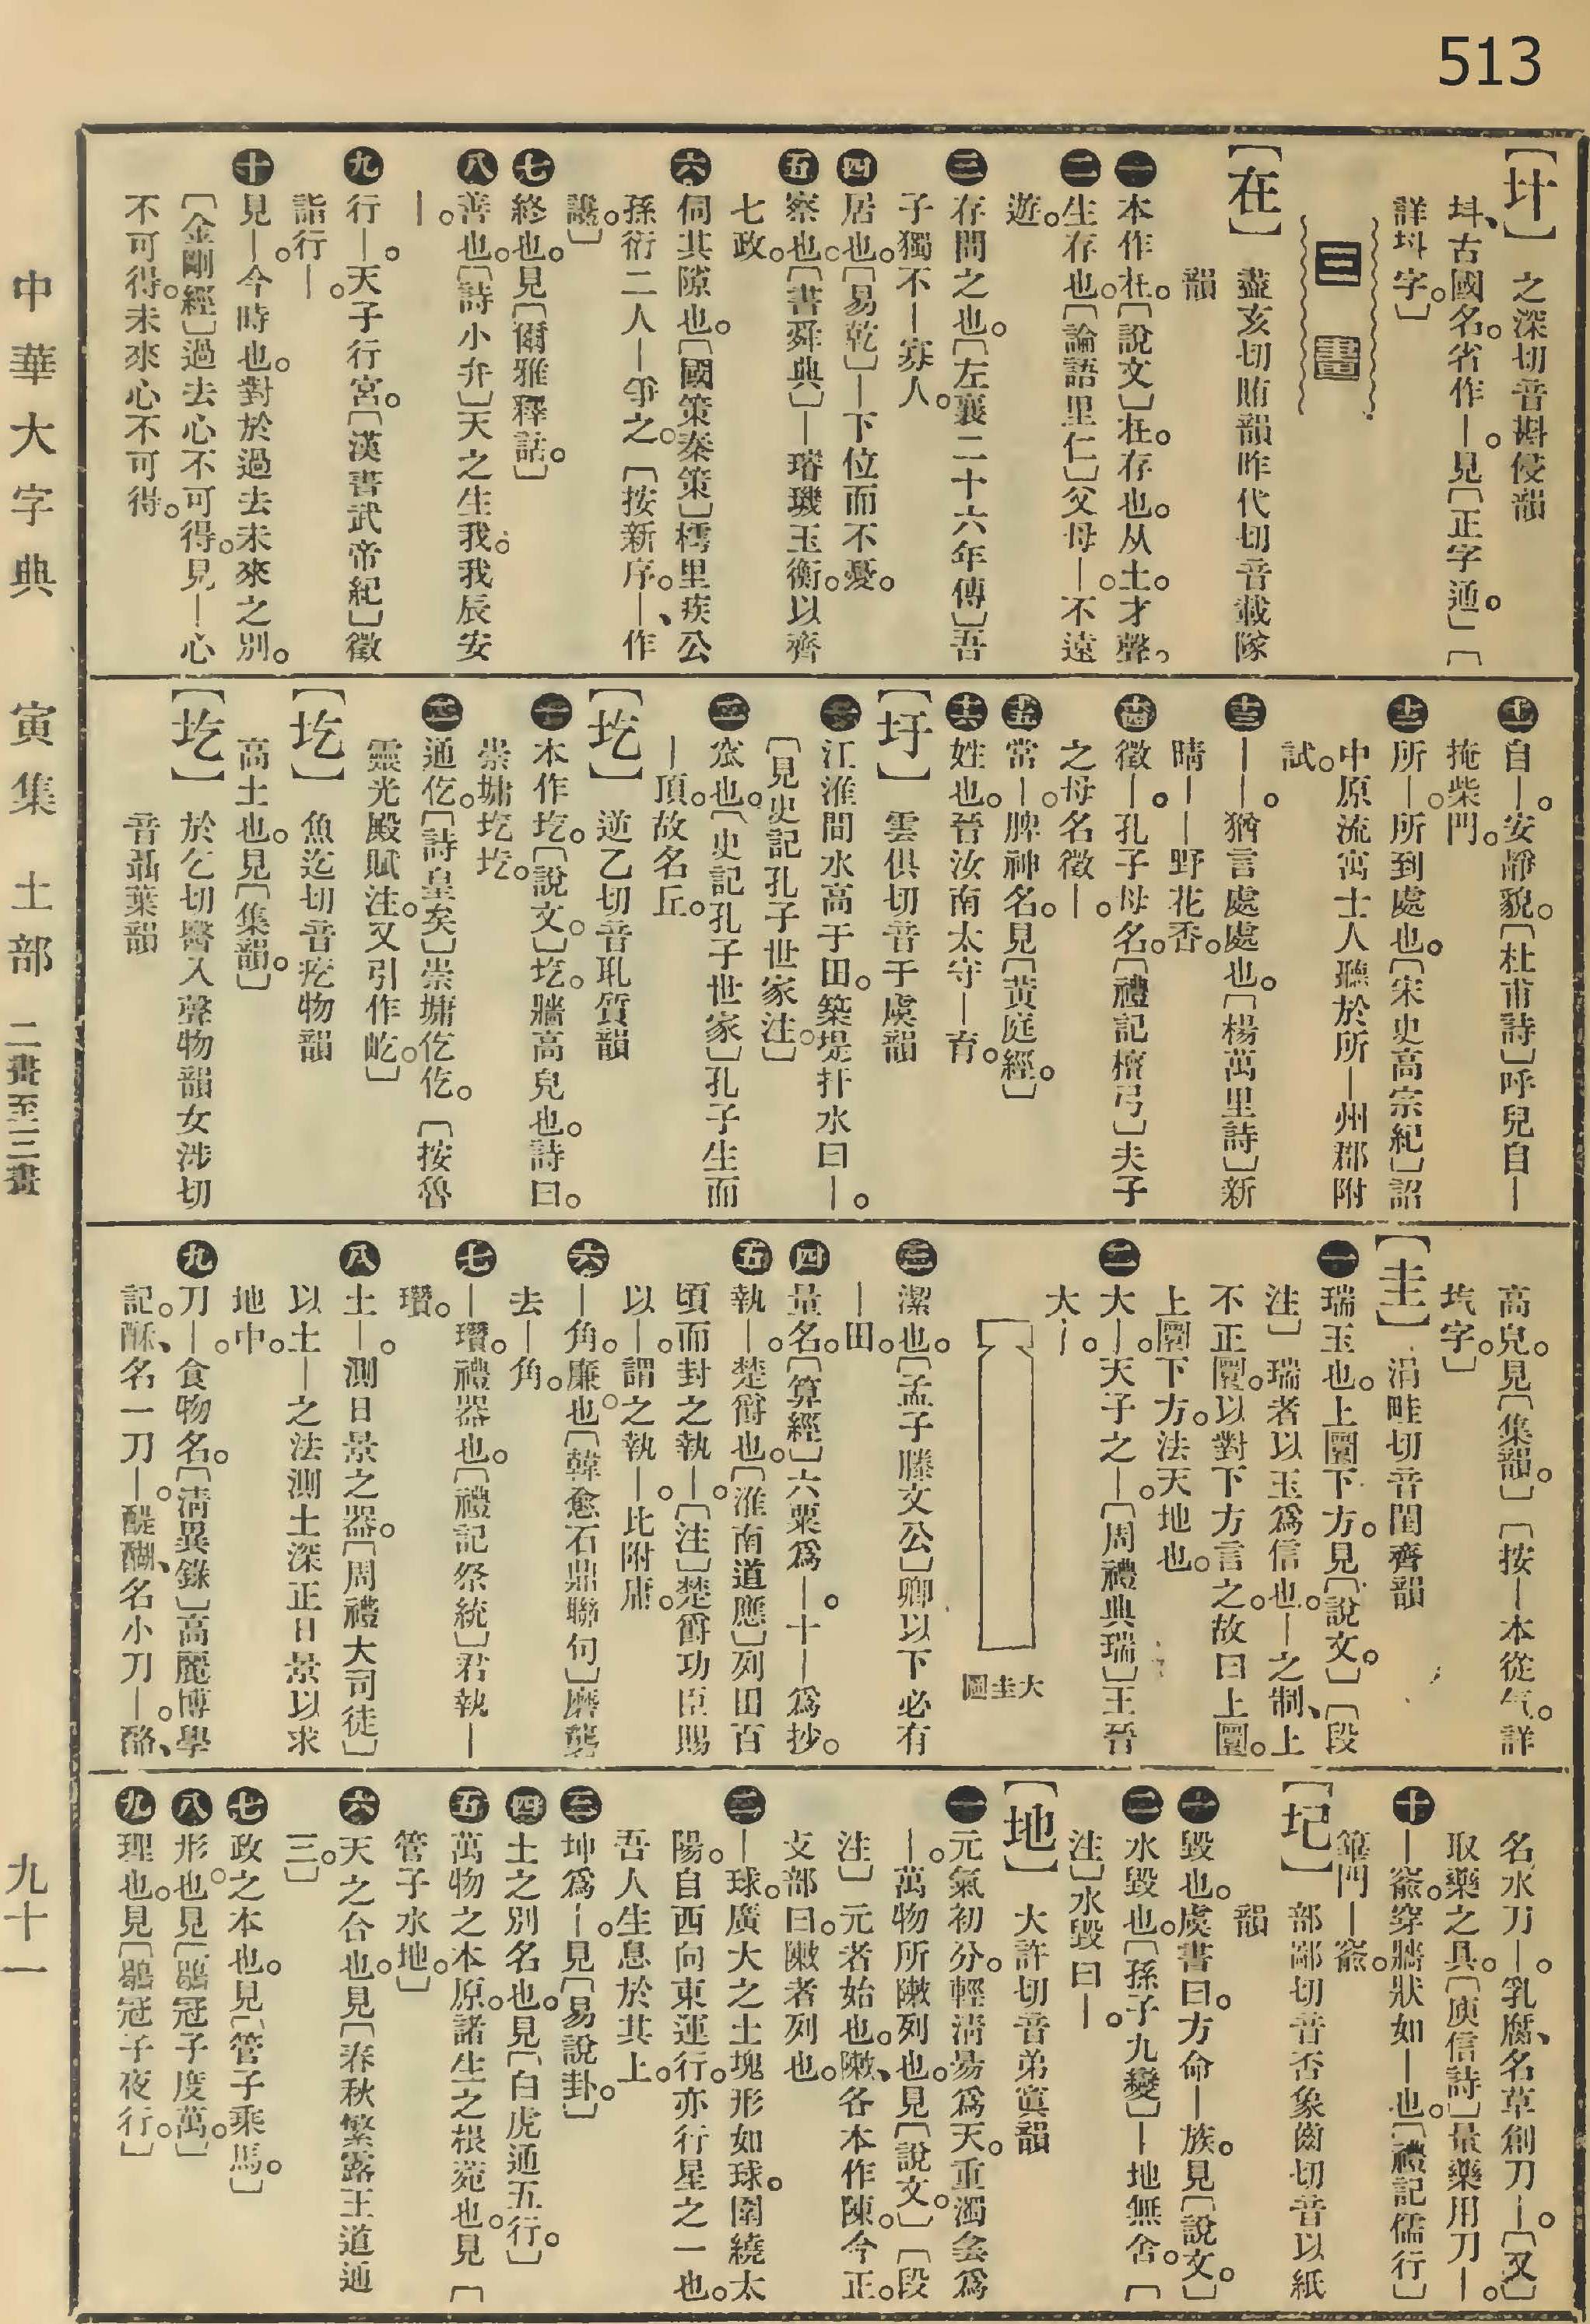 513
【圤】之深切音斟侵韻
㘰、古國名。省作—。見〔正字通。〕〔
詳㘰字。〕
三畫
【在】盡亥切賄韻昨代切音載隊
韻
一本作𡉈。〔說文〕𡉈。存也。从土。才聲。
二生存也。〔論語里仁〕父母—。不遠
遊。
三存問之也。〔左襄二十六年傳〕吾
子獨不—寡人。
四居也。〔易乾〕—下位而不憂。
五察也。〔書舜典〕—璿璣玉衡。以齊
七政。
六伺其隙也。〔國策秦策〕樗里疾公
孫衍二人—爭之。〔按新序。—、作
讒。〕
七終也。見〔爾雅釋詁。〕
八善也。〔詩小弁〕天之生我。我辰安
—。
九行—。天子行宮。〔漢書武帝紀〕徵
詣行—。
十見—。今時也。對於過去未來之別。
〔金剛經〕過去心不可得。見—心
不可得。未來心不可得。
十一自—。安靜貌。〔杜甫詩〕呼兒自—
掩柴門。
十二所—。所到處也。〔宋史高宗紀〕詔
中原流寓士人聽於所—州郡附
試。
十三——。猶言處處也。〔楊萬里詩〕新
晴——野花香。
十四徵—。孔子母名。〔禮記檀弓〕夫子
之母名徵—。
十五常—。脾神名。見〔黃庭經。〕
十六姓也。晉汝南太守—育。
【圩】雲俱切音于虞韻
一江淮間水高于田。築堤扞水曰—。
〔見史記孔子世家注。〕
二窊也。〔史記孔子世家〕孔子生而
—頂。故名丘。
【圪】逆乙切音耴質韻
一本作圪。〔說文〕圪。牆高皃也。詩曰。
崇墉圪圪。
二通仡。〔詩皇矣〕崇墉仡仡。〔按魯
靈光殿賦注。又引作屹。〕
【圪】魚迄切音疙物韻
高土也。見〔集韻。〕
【圪】於乞切醫入聲物韻女涉切
音聶葉韻
高皃。見〔集韻。〕〔按—本從气。詳
圪字。〕
【圭】涓畦切音閨齊韻
一瑞玉也。上圜下方。見〔說文。〕〔段
注〕瑞者以玉爲信也。—之制、上
不正圜。以對下方言之。故曰上圜。
上圜下方。法天地也。
二大—。天子之—。〔周禮典瑞〕王晉
大—。
大圭圖
三潔也。〔孟子滕文公〕卿以下必有
—田。
四量名。〔算經〕六粟爲—。十—爲抄。
五執—。楚爵也。〔淮南道應〕列田百
頃而封之執—。〔注〕楚爵功臣賜
以—。謂之執—。比附庸。
六—角。廉也。〔韓愈石鼎聯句〕磨礱
去—角。
七—瓚。禮器也。〔禮記祭統〕君執—
瓚。
八土—。測日景之器。〔周禮大司徒〕
以土—之法測土深正日景以求
地中。
九刀—。食物名。〔清異錄〕高麗博學
記。酥、名一刀—。醍醐、名小刀—。酪、
名水刀—。乳腐、名草創刀—。〔又〕
取藥之具。〔庾信詩〕量藥用刀—。
十—窬。穿牆狀如—也。〔禮記儒行〕
篳門—窬。
【圮】部鄙切音否象齒切音以紙
韻
一毀也。虞書曰。方命—族。見〔說文。〕
二水毀也。〔孫子九變〕—地無舍。〔
注〕水毀曰—。
【地】大許切音弟寘韻
一元氣初分。輕清昜爲天。重濁侌爲
—。萬物所敶列也。見〔說文。〕〔段
注〕元者始也。敶、各本作陳。今正。
攴部曰。敶者列也。
二—球。廣大之土塊形如球。圍繞太
陽。自西向東運行。亦行星之一也。
吾人生息於其上。
三坤爲—。見〔易說卦。〕
四土之別名也。見〔白虎通五行。〕
五萬物之本原。諸生之根菀也。見〔
管子水地。〕
六天之合也。見〔春秋繁露王道通
三。〕
七政之本也。見〔管子乘馬。〕
八形也。見〔鶡冠子度萬。〕
九理也。見〔鶡冠子夜行。〕
中華大字典 寅集 土部 二畫至三畫 九十一